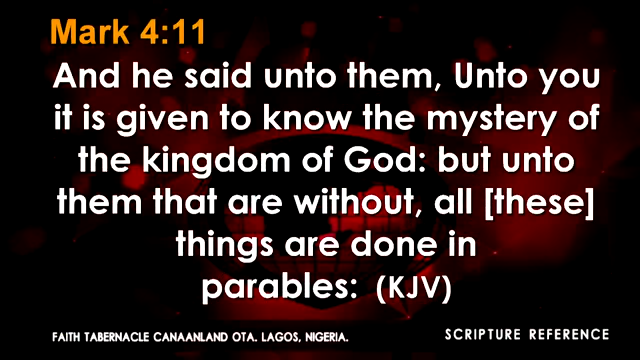 Mark 4:11
And he said unto them, Unto you
it is given to know the mystery of
the kingdom of God: but unto
them that are without, all [these]
things are done in
parables: (KJV)
FAITH TABERNACLE CANAANLAND OTA. LAGOS, NIGERIA.
SCRIPTURE REFERENCE